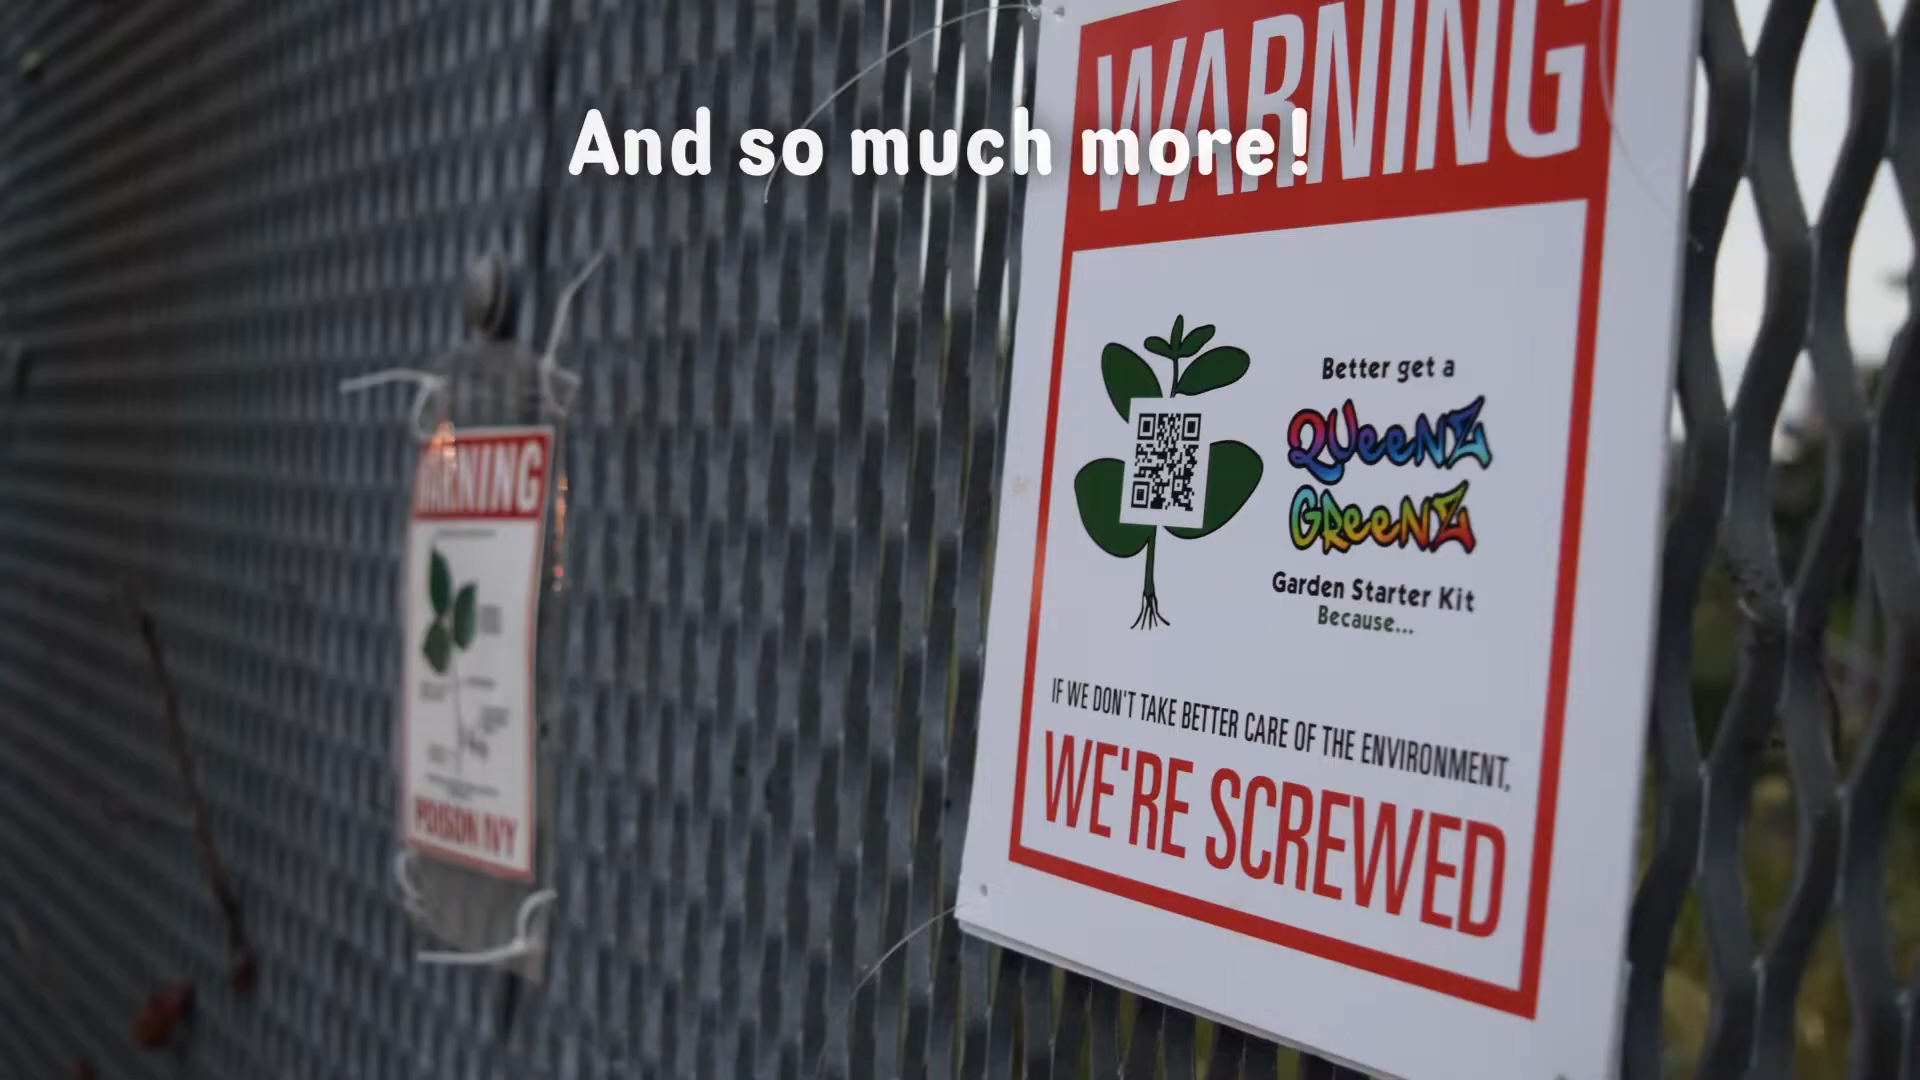 And so much more!
WARNING
Better get a
QUeeNZ
GReeNZ
Garden Starter Kit
Because...
IF WE DON'T TAKE BETTER CARE OF THE ENVIRONMENT,
WE'RE SCREWED
WARNING
POISON IVY